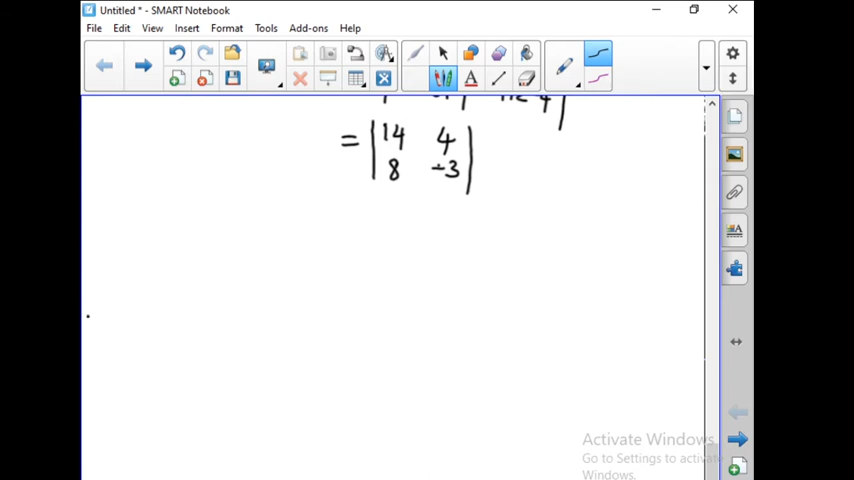 Untitled * - SMART Notebook
File Edit View Insert Format Tools Add-ons Help
= | 14 4 |
| 8 -3 |
Activate Windows
Go to Settings to activate
Windows.